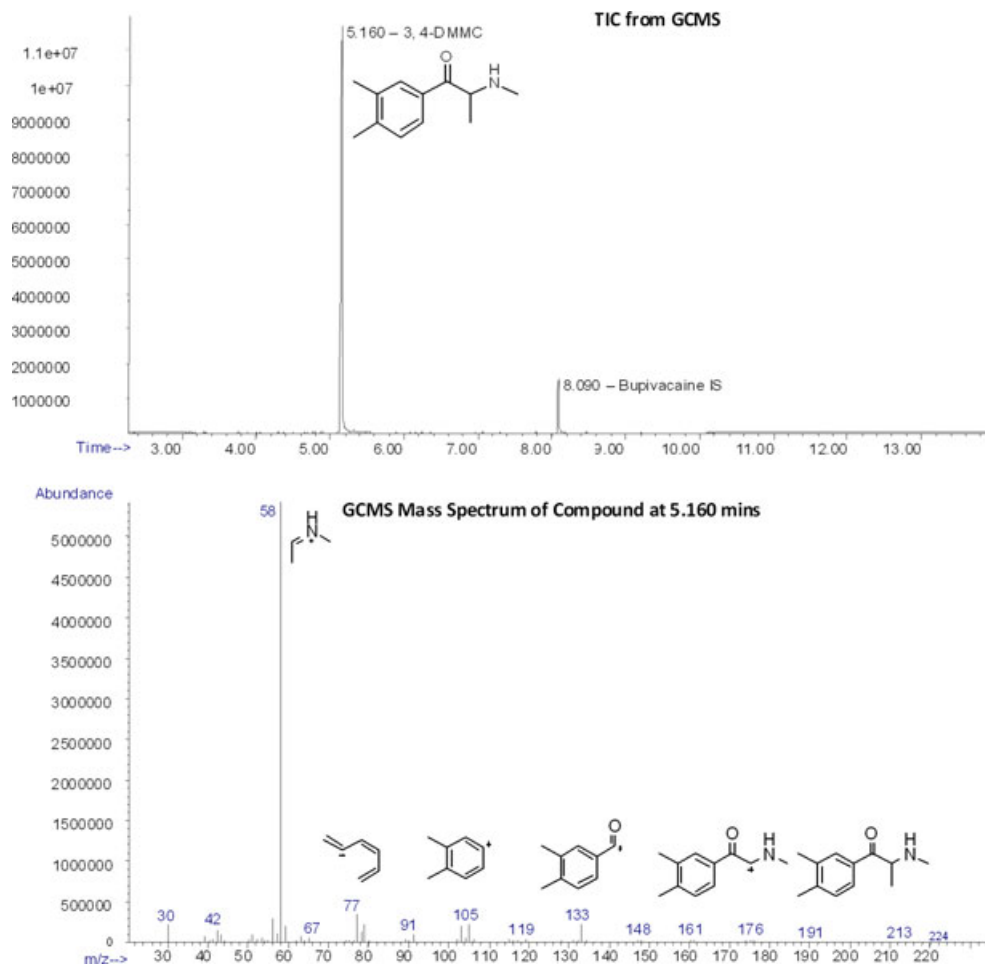 TIC from GCMS
5.160 – 3, 4-DMMC
1.1e+07
1e+07
9000000
8000000
7000000
6000000
5000000
4000000
3000000
2000000
1000000
O
H
N
8.090 – Bupivacaine IS
Time--> 3.00 4.00 5.00 6.00 7.00 8.00 9.00 10.00 11.00 12.00 13.00
Abundance
GCMS Mass Spectrum of Compound at 5.160 mins
58
H
N
5000000
4500000
4000000
3500000
3000000
2500000
2000000
1500000
1000000
500000
0
O
O H
N
O H
N
30 42 67 77 91 105 119 133 148 161 176 191 213 224
m/z--> 30 40 50 60 70 80 90 100 110 120 130 140 150 160 170 180 190 200 210 220